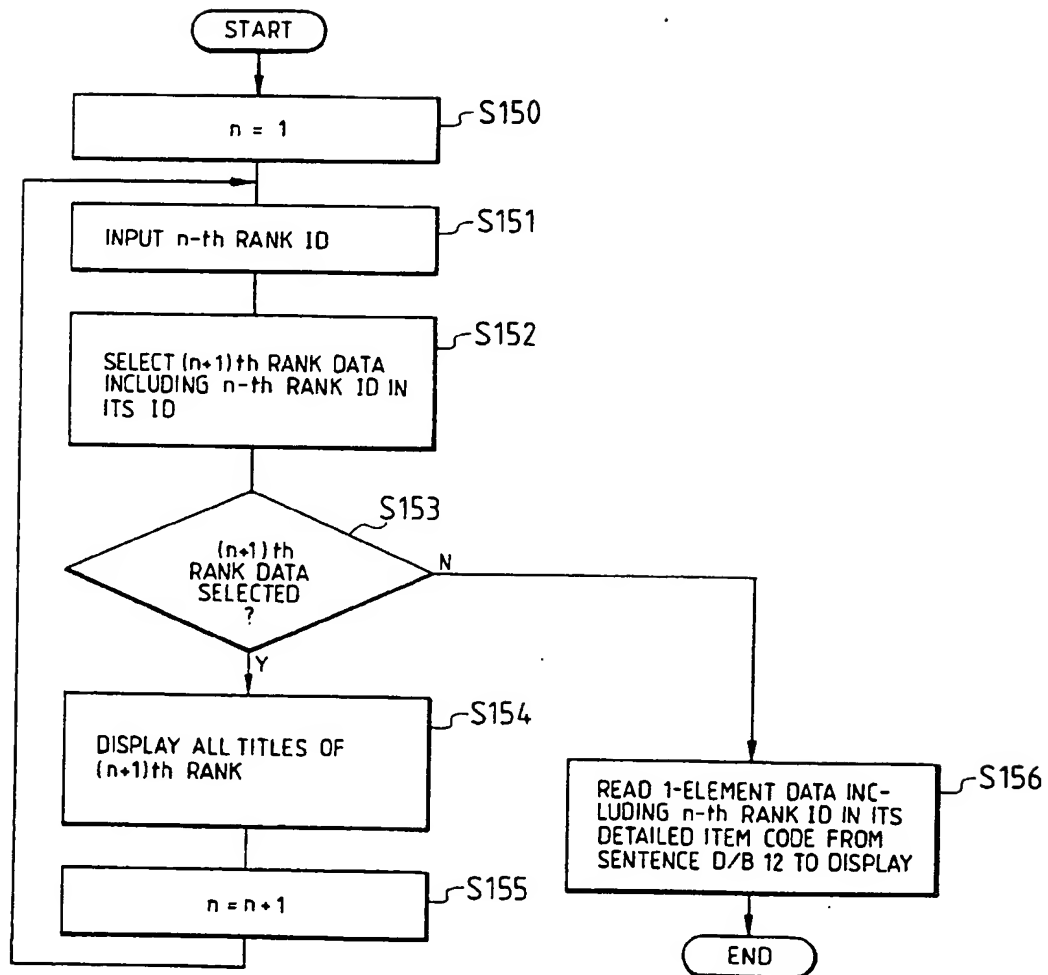 START
n = 1
S150
INPUT n-th RANK ID
S151
SELECT (n+1)th RANK DATA
INCLUDING n-th RANK ID IN
ITS ID
S152
(n+1)th
RANK DATA
SELECTED
?
S153
N
Y
DISPLAY ALL TITLES OF
(n+1)th RANK
S154
n = n+1
S155
READ 1-ELEMENT DATA INC-
LUDING n-th RANK ID IN ITS
DETAILED ITEM CODE FROM
SENTENCE D/B 12 TO DISPLAY
S156
END